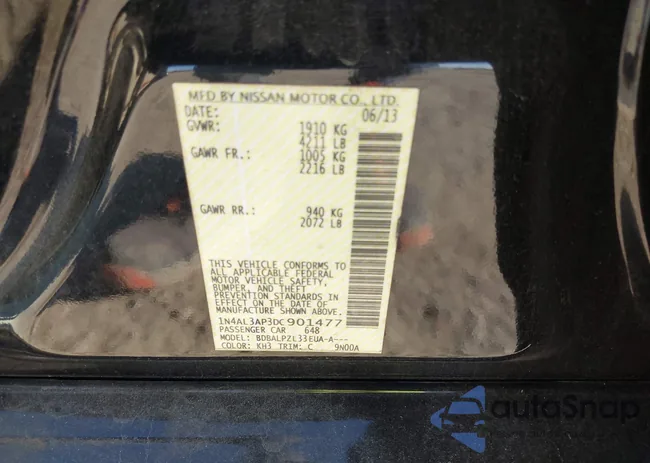 MFD BY NISSAN MOTOR CO., LTD.
DATE: 06/13
GVWR: 1910 KG
4211 LB
GAWR FR.: 1005 KG
2216 LB
GAWR RR.: 940 KG
2072 LB
THIS VEHICLE CONFORMS TO
ALL APPLICABLE FEDERAL
MOTOR VEHICLE SAFETY,
BUMPER, AND THEFT
PREVENTION STANDARDS IN
EFFECT ON THE DATE OF
MANUFACTURE SHOWN ABOVE.
1N4AL3AP3DC901477
PASSENGER CAR 648
MODEL: BDBALPZL33EUA-A---
COLOR: KH3 TRIM: C 9N00A
autoSnap